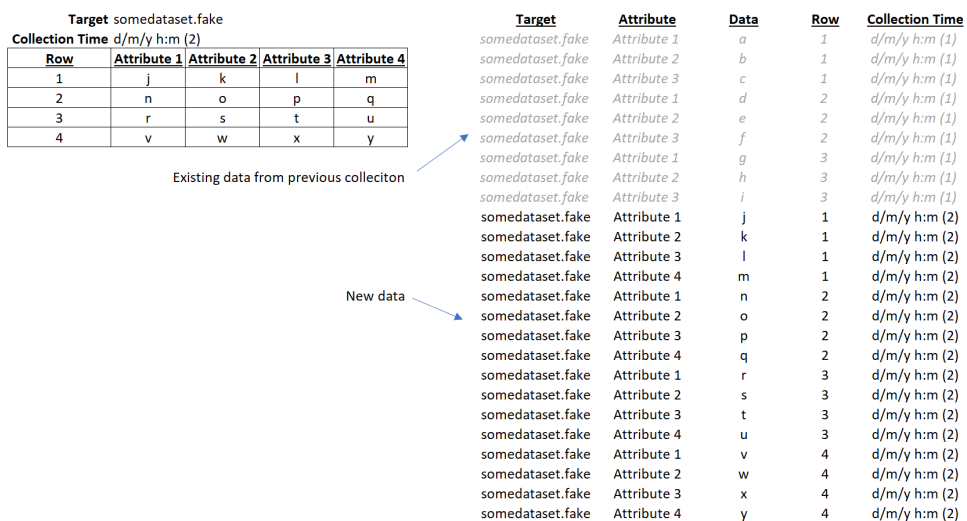 Target somedataset.fake
Collection Time d/m/y h:m (2)
Row Attribute 1 Attribute 2 Attribute 3 Attribute 4
1 j k l m
2 n o p q
3 r s t u
4 v w x y
Existing data from previous colleciton
New data
Target Attribute Data Row Collection Time
somedataset.fake Attribute 1 a 1 d/m/y h:m (1)
somedataset.fake Attribute 2 b 1 d/m/y h:m (1)
somedataset.fake Attribute 3 c 1 d/m/y h:m (1)
somedataset.fake Attribute 1 d 2 d/m/y h:m (1)
somedataset.fake Attribute 2 e 2 d/m/y h:m (1)
somedataset.fake Attribute 3 f 2 d/m/y h:m (1)
somedataset.fake Attribute 1 g 3 d/m/y h:m (1)
somedataset.fake Attribute 2 h 3 d/m/y h:m (1)
somedataset.fake Attribute 3 i 3 d/m/y h:m (1)
somedataset.fake Attribute 1 j 1 d/m/y h:m (2)
somedataset.fake Attribute 2 k 1 d/m/y h:m (2)
somedataset.fake Attribute 3 l 1 d/m/y h:m (2)
somedataset.fake Attribute 4 m 1 d/m/y h:m (2)
somedataset.fake Attribute 1 n 2 d/m/y h:m (2)
somedataset.fake Attribute 2 o 2 d/m/y h:m (2)
somedataset.fake Attribute 3 p 2 d/m/y h:m (2)
somedataset.fake Attribute 4 q 2 d/m/y h:m (2)
somedataset.fake Attribute 1 r 3 d/m/y h:m (2)
somedataset.fake Attribute 2 s 3 d/m/y h:m (2)
somedataset.fake Attribute 3 t 3 d/m/y h:m (2)
somedataset.fake Attribute 4 u 3 d/m/y h:m (2)
somedataset.fake Attribute 1 v 4 d/m/y h:m (2)
somedataset.fake Attribute 2 w 4 d/m/y h:m (2)
somedataset.fake Attribute 3 x 4 d/m/y h:m (2)
somedataset.fake Attribute 4 y 4 d/m/y h:m (2)